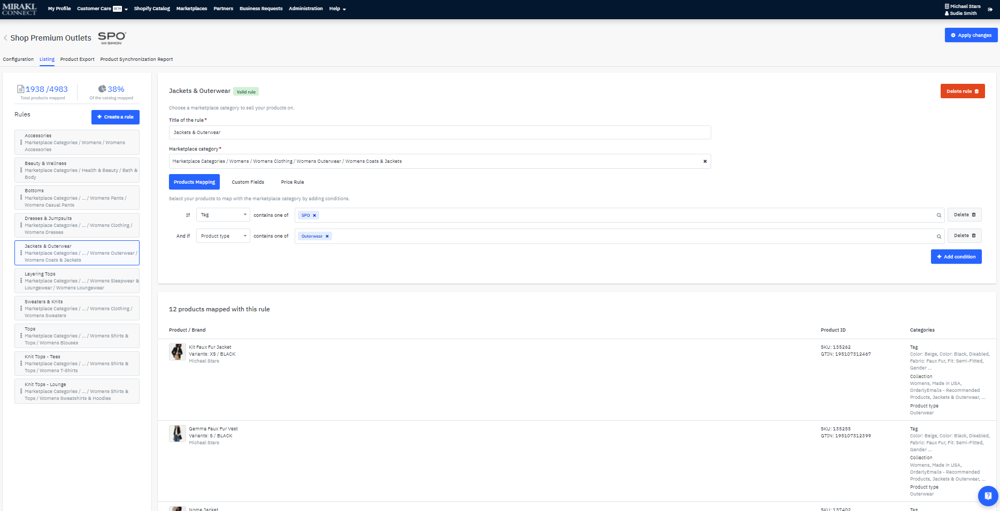 MIRAKL
CONNECT
My Profile
Customer Care BETA
Shopify Catalog
Marketplaces
Partners
Business Requests
Administration
Help
Michael Stars
Sudie Smith
Shop Premium Outlets
SPO
SIMON
Apply changes
Configuration
Listing
Product Export
Product Synchronization Report
1938 /4983
Total products mapped
38%
Of the catalog mapped
Rules
+ Create a rule
Accessories
Marketplace Categories / Womens / Womens
Accessories
Beauty & Wellness
Marketplace Categories / Health & Beauty / Bath &
Body
Bottoms
Marketplace Categories / ... / Womens Pants /
Womens Casual Pants
Dresses & Jumpsuits
Marketplace Categories / ... / Womens Clothing /
Womens Dresses
Jackets & Outerwear
Marketplace Categories / ... / Womens Outerwear /
Womens Coats & Jackets
Layering Tops
Marketplace Categories / ... / Womens Sleepwear &
Loungewear / Womens Loungewear
Sweaters & Knits
Marketplace Categories / ... / Womens Clothing /
Womens Sweaters
Tops
Marketplace Categories / ... / Womens Shirts &
Tops / Womens Blouses
Knit Tops - Tees
Marketplace Categories / ... / Womens Shirts &
Tops / Womens T-Shirts
Knit Tops - Lounge
Marketplace Categories / ... / Womens Shirts &
Tops / Womens Sweatshirts & Hoodies
Jackets & Outerwear
Valid rule
Delete rule
Choose a marketplace category to sell your products on.
Title of the rule*
Jackets & Outerwear
Marketplace category*
Marketplace Categories / Womens / Womens Clothing / Womens Outerwear / Womens Coats & Jackets
Products Mapping
Custom Fields
Price Rule
Select your products to map with the marketplace category by adding conditions.
If
Tag
contains one of
SPO
Delete
And if
Product type
contains one of
Outerwear
Delete
+ Add condition
12 products mapped with this rule
Product / Brand
Product ID
Categories
Kit Faux Fur Jacket
Variants: XS / BLACK
Michael Stars
SKU: 135262
GTIN: 195107312467
Tag
Color: Beige, Color: Black, Disabled,
Fabric: Faux Fur, Fit: Semi-Fitted,
Gender ...
Collection
Womens, Made in USA,
OrderlyEmails - Recommended
Products, Jackets & Outerwear, ...
Product type
Outerwear
Gemma Faux Fur Vest
Variants: S / BLACK
Michael Stars
SKU: 135255
GTIN: 195107312399
Tag
Color: Beige, Color: Black, Disabled,
Fabric: Faux Fur, Fit: Semi-Fitted,
Gender ...
Collection
Womens, Made in USA,
OrderlyEmails - Recommended
Products, Jackets & Outerwear, ...
Product type
Outerwear
Nome Jacket
SKU: 137402
Tag